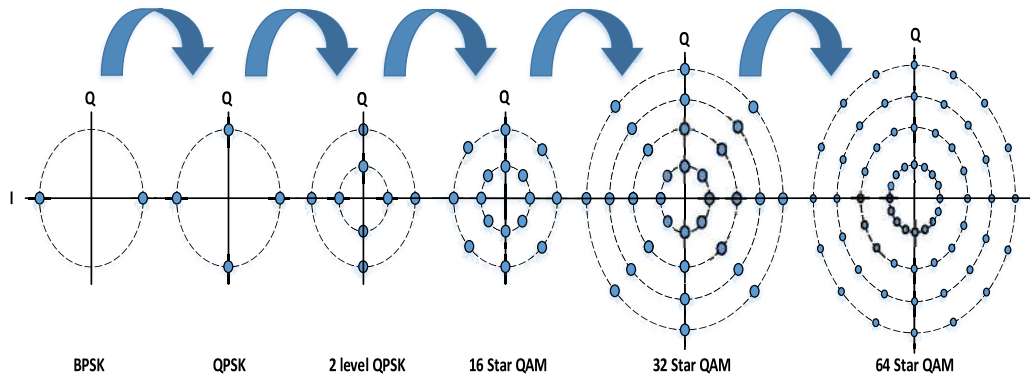 Q
Q
Q
Q
Q
Q
I
BPSK
QPSK
2 level QPSK
16 Star QAM
32 Star QAM
64 Star QAM